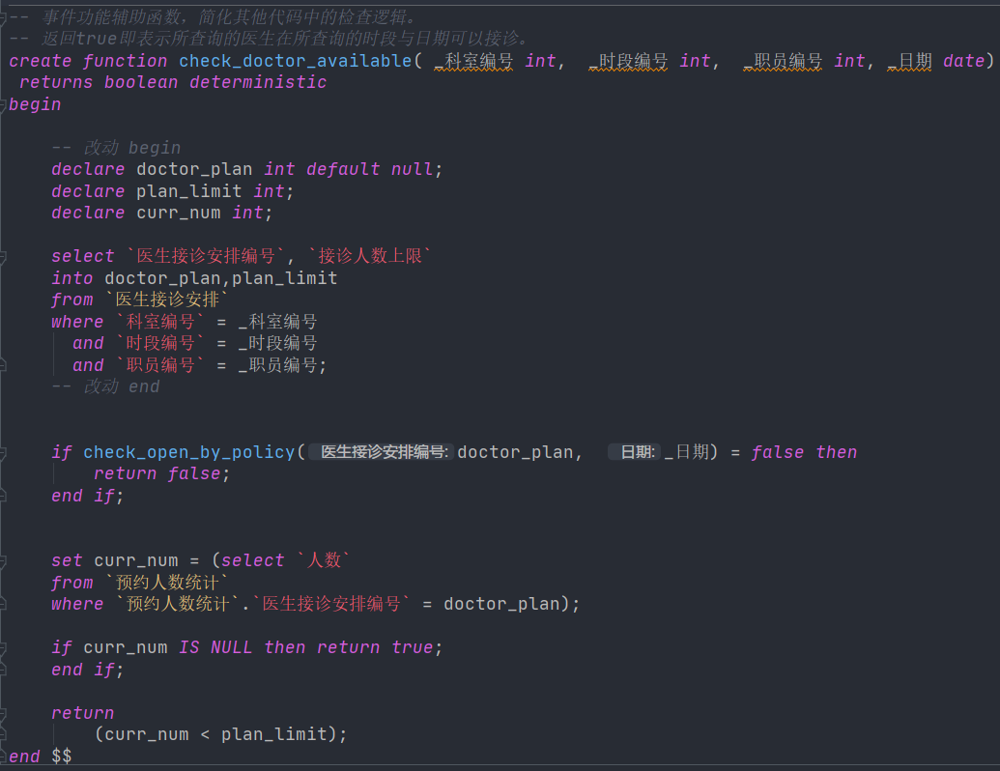 -- 事件功能辅助函数，简化其他代码中的检查逻辑。
-- 返回true即表示所查询的医生在所查询的时段与日期可以接诊。
create function check_doctor_available( _科室编号 int, _时段编号 int, _职员编号 int, _日期 date)
returns boolean deterministic
begin
-- 改动 begin
declare doctor_plan int default null;
declare plan_limit int;
declare curr_num int;
select `医生接诊安排编号`, `接诊人数上限`
into doctor_plan,plan_limit
from `医生接诊安排`
where `科室编号` = _科室编号
and `时段编号` = _时段编号
and `职员编号` = _职员编号;
-- 改动 end
if check_open_by_policy( 医生接诊安排编号: doctor_plan, 日期: _日期) = false then
return false;
end if;
set curr_num = (select `人数`
from `预约人数统计`
where `预约人数统计`.`医生接诊安排编号` = doctor_plan);
if curr_num IS NULL then return true;
end if;
return
(curr_num < plan_limit);
end $$